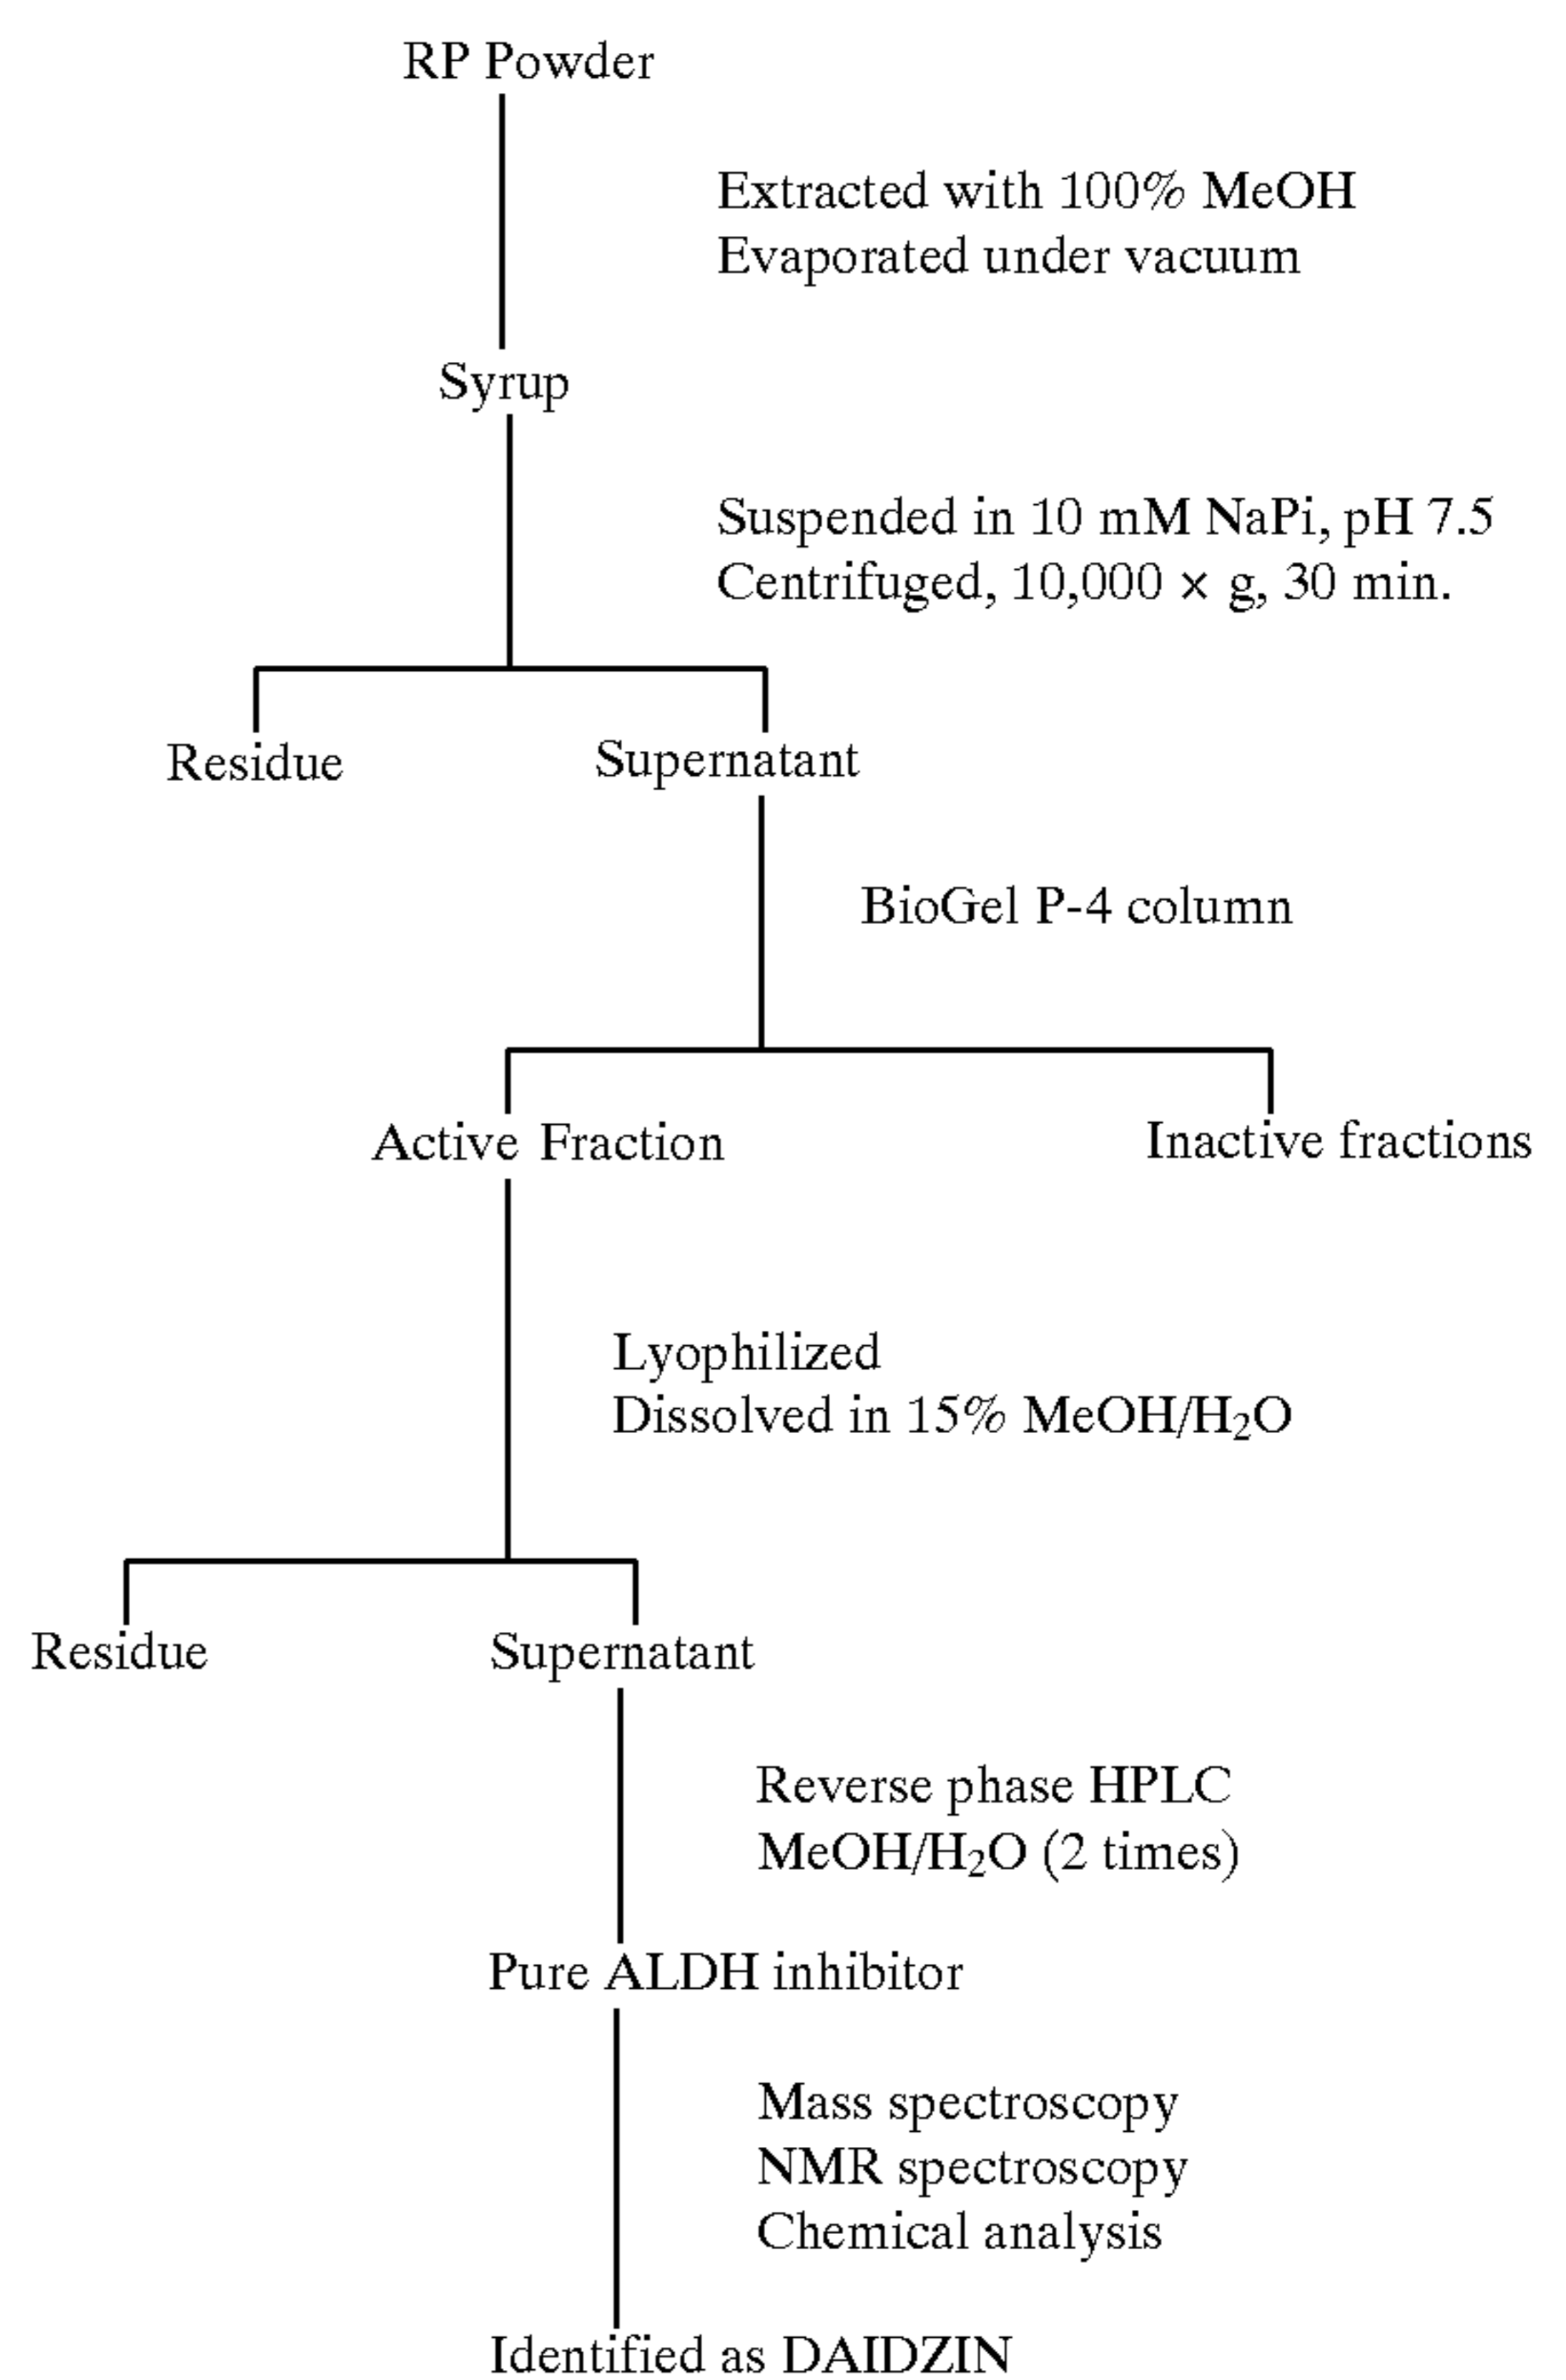 RP Powder
Extracted with 100% MeOH
Evaporated under vacuum
Syrup
Suspended in 10 mM NaPi, pH 7.5
Centrifuged, 10,000 × g, 30 min.
Residue
Supernatant
BioGel P-4 column
Active Fraction
Inactive fractions
Lyophilized
Dissolved in 15% MeOH/H₂O
Residue
Supernatant
Reverse phase HPLC
MeOH/H₂O (2 times)
Pure ALDH inhibitor
Mass spectroscopy
NMR spectroscopy
Chemical analysis
Identified as DAIDZIN